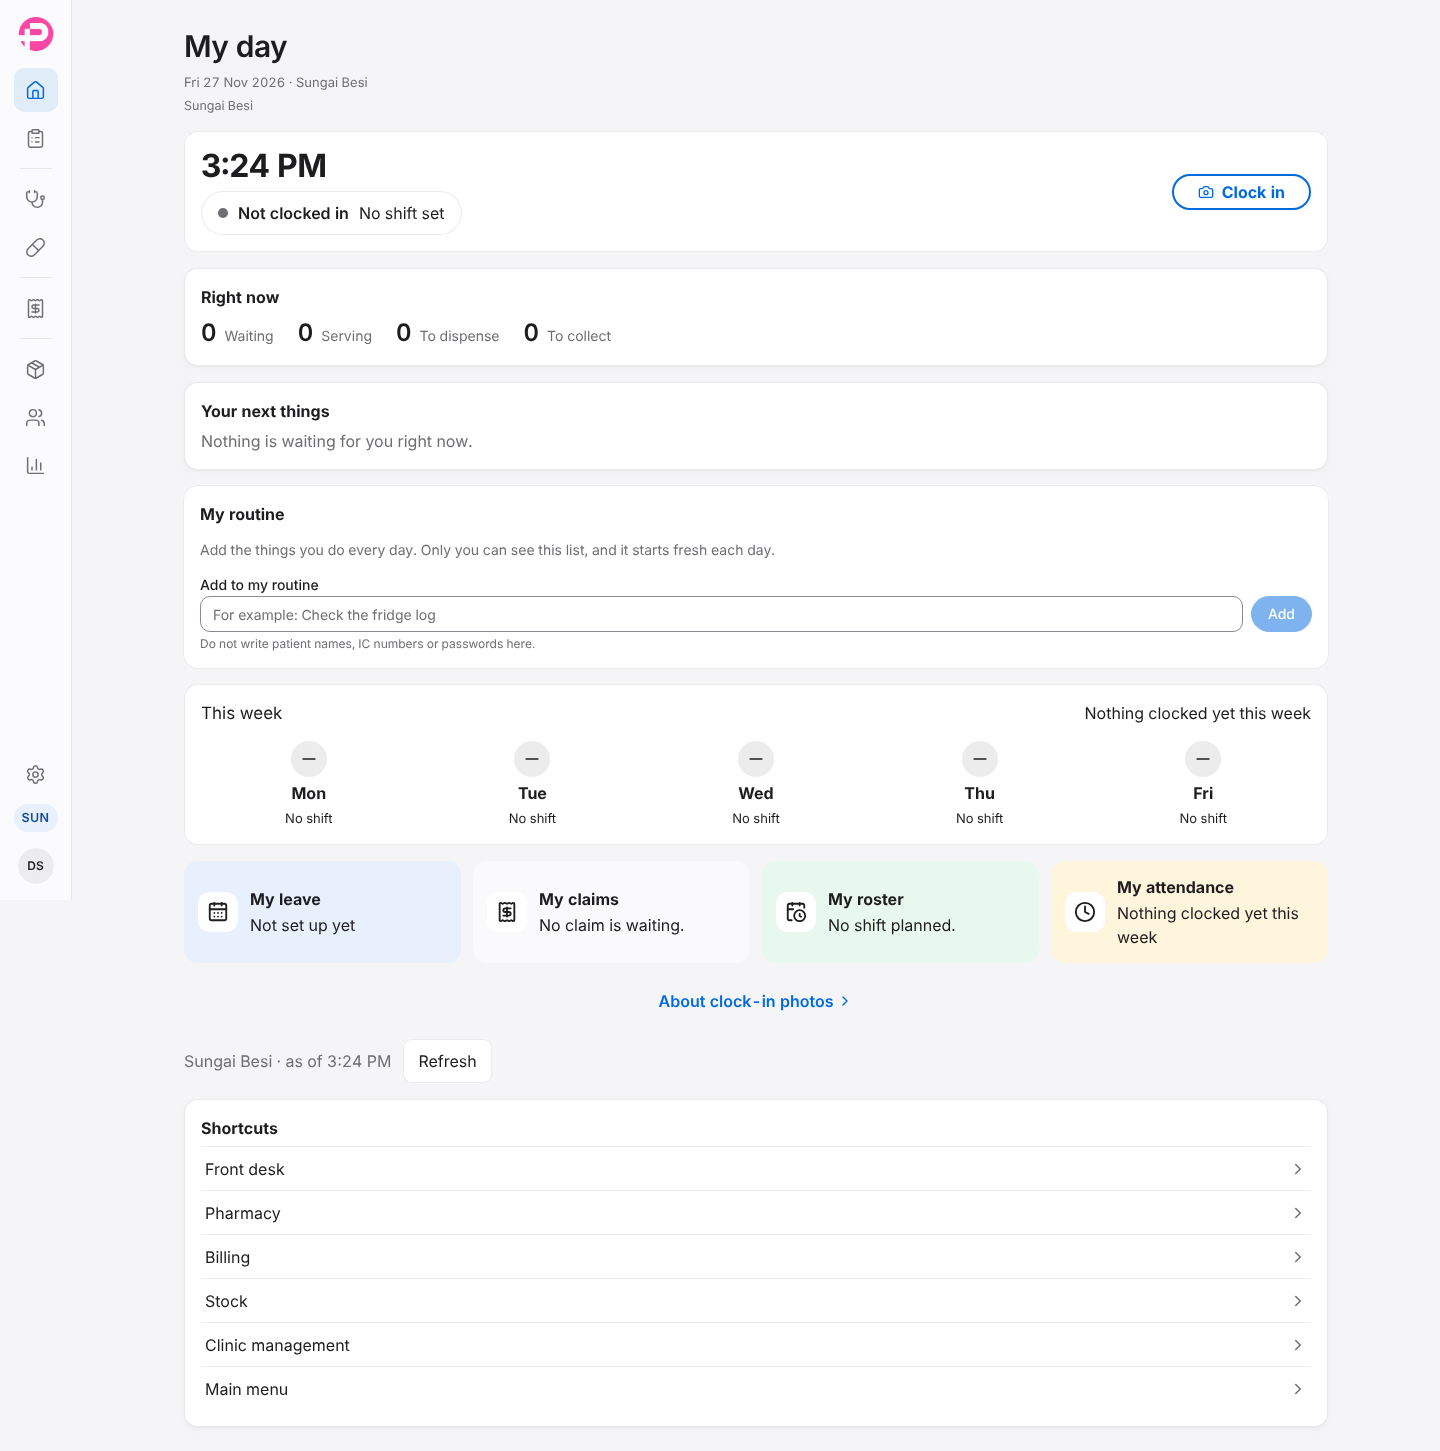 My day
Fri 27 Nov 2026 · Sungai Besi
Sungai Besi
3:24 PM
Not clocked in No shift set
Clock in
Right now
0 Waiting 0 Serving 0 To dispense 0 To collect
Your next things
Nothing is waiting for you right now.
My routine
Add the things you do every day. Only you can see this list, and it starts fresh each day.
Add to my routine
For example: Check the fridge log
Add
Do not write patient names, IC numbers or passwords here.
This week
Nothing clocked yet this week
Mon
No shift
Tue
No shift
Wed
No shift
Thu
No shift
Fri
No shift
SUN
DS
My leave
Not set up yet
My claims
No claim is waiting.
My roster
No shift planned.
My attendance
Nothing clocked yet this
week
About clock-in photos
Sungai Besi · as of 3:24 PM
Refresh
Shortcuts
Front desk
Pharmacy
Billing
Stock
Clinic management
Main menu